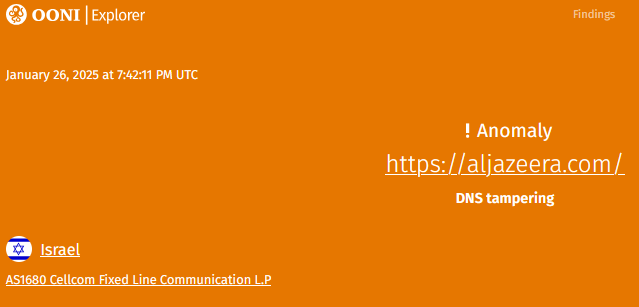 OONI Explorer
Findings
January 26, 2025 at 7:42:11 PM UTC
! Anomaly
https://aljazeera.com/
DNS tampering
Israel
AS1680 Cellcom Fixed Line Communication L.P